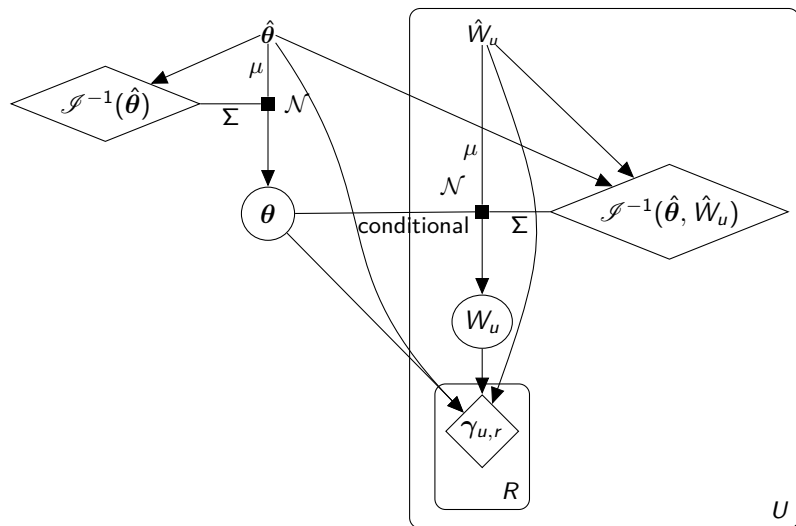 θ̂
Ŵ_u
μ
ℐ⁻¹(θ̂)
Σ
𝒩
μ
𝒩
θ
conditional
Σ
ℐ⁻¹(θ̂, Ŵ_u)
W_u
γ_{u,r}
R
U